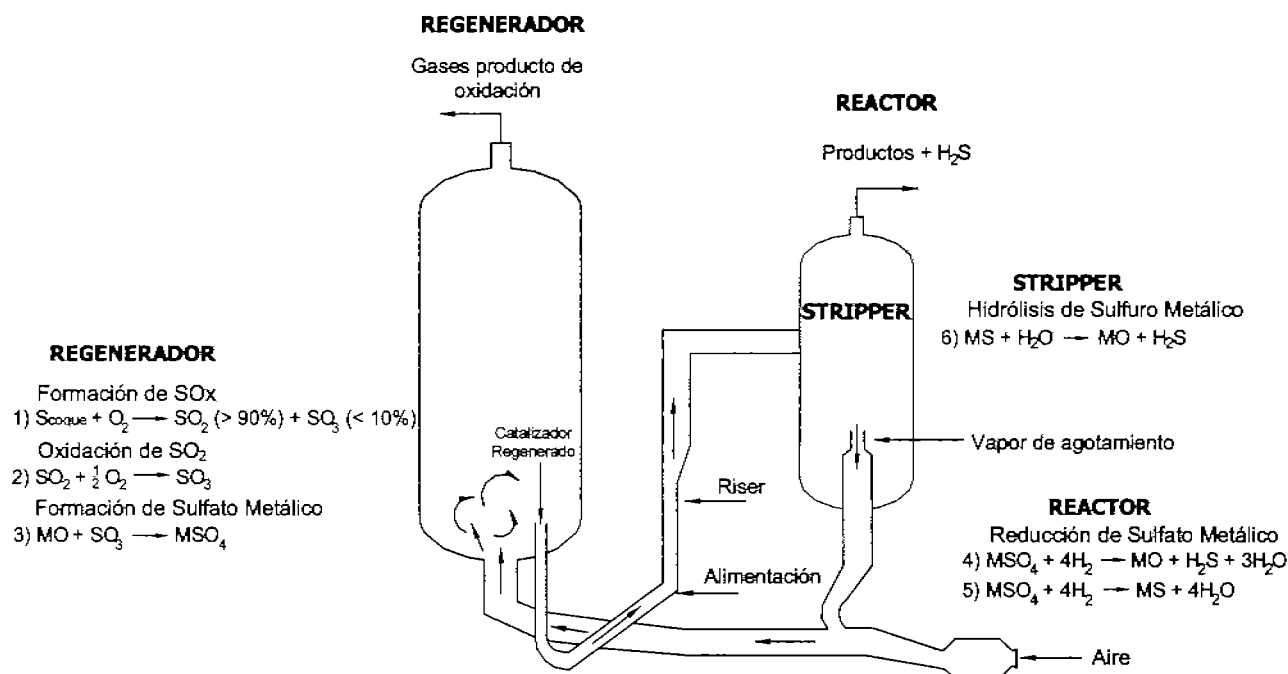 REGENERADOR
Gases producto de
oxidación
REACTOR
Productos + H₂S
STRIPPER
STRIPPER
Hidrólisis de Sulfuro Metálico
6) MS + H₂O → MO + H₂S
REGENERADOR
Formación de SOx
1) Scoque + O₂ → SO₂ (> 90%) + SO₃ (< 10%)
Oxidación de SO₂
2) SO₂ + ½ O₂ → SO₃
Formación de Sulfato Metálico
3) MO + SO₃ → MSO₄
Catalizador
Regenerado
Vapor de agotamiento
Riser
Alimentación
REACTOR
Reducción de Sulfato Metálico
4) MSO₄ + 4H₂ → MO + H₂S + 3H₂O
5) MSO₄ + 4H₂ → MS + 4H₂O
Aire